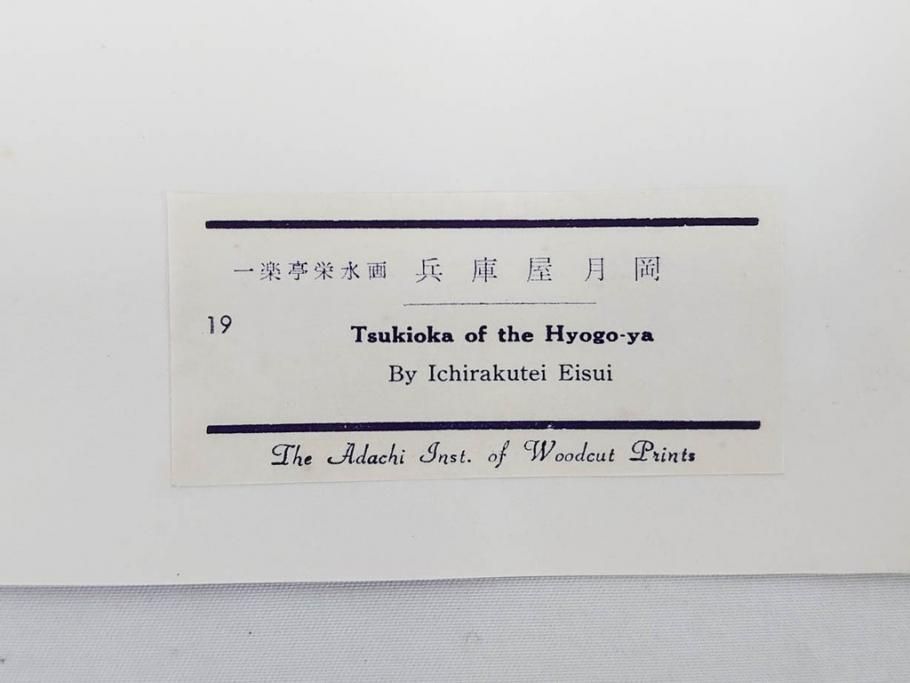 一楽亭栄水画 兵庫屋月岡
19
Tsukioka of the Hyogo-ya
By Ichirakutei Eisui
The Adachi Inst. of Woodcut Prints